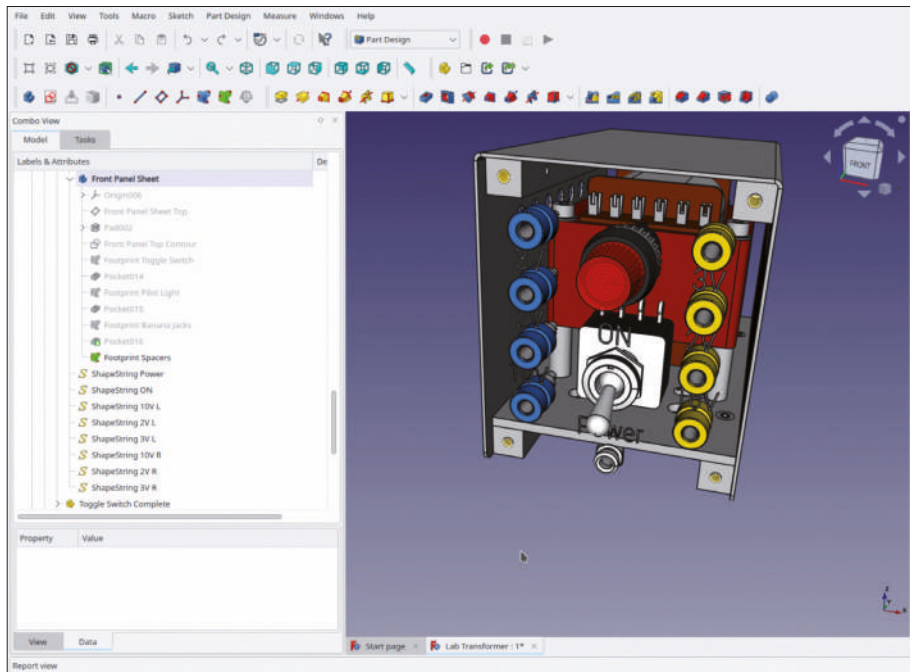 File Edit View Tools Macro Sketch Part Design Measure Windows Help
Part Design
Combo View
Model Tasks
Labels & Attributes De
Front Panel Sheet
Origin006
Front Panel Sheet Top
Pad002
Front Panel Top Contour
Footprint Toggle Switch
Pocket014
Footprint Pilot Light
Pocket015
Footprint Banana Jacks
Pocket016
Footprint Spacers
ShapeString Power
ShapeString ON
ShapeString 10V L
ShapeString 2V L
ShapeString 3V L
ShapeString 10V R
ShapeString 2V R
ShapeString 3V R
Toggle Switch Complete
Property Value
View Data
Report view
FRONT
ON
Power
Start page Lab Transformer : 1*